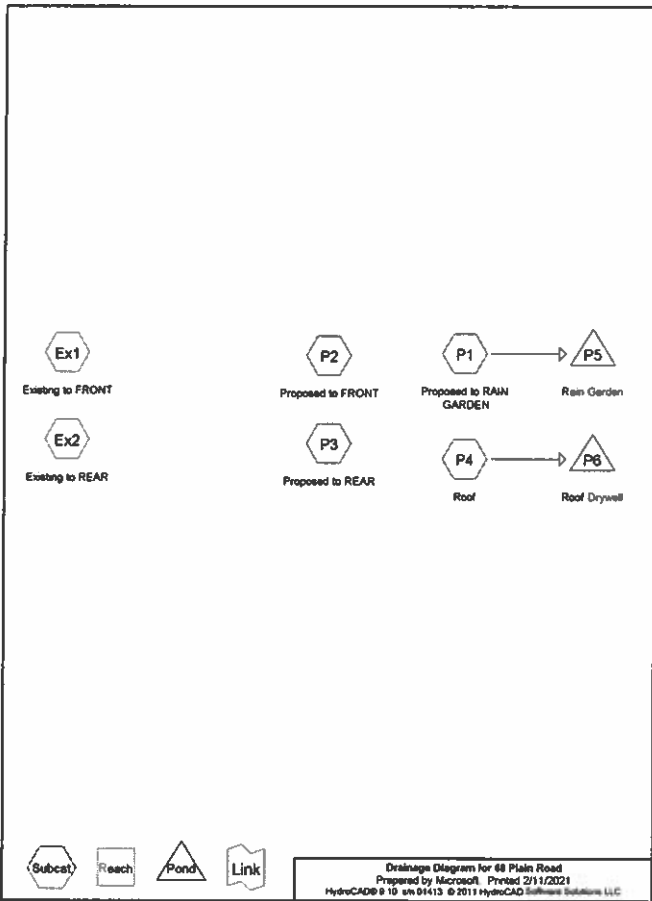 Ex1
Existing to FRONT
P2
Proposed to FRONT
P1
Proposed to RAIN
GARDEN
P5
Rain Garden
Ex2
Existing to REAR
P3
Proposed to REAR
P4
Roof
P6
Roof Drywell
Subcat
Reach
Pond
Link
Drainage Diagram for 68 Plain Road
Prepared by Microsoft. Printed 2/11/2021
HydroCAD® 9.10 s/n 01413 © 2011 HydroCAD Software Solutions LLC